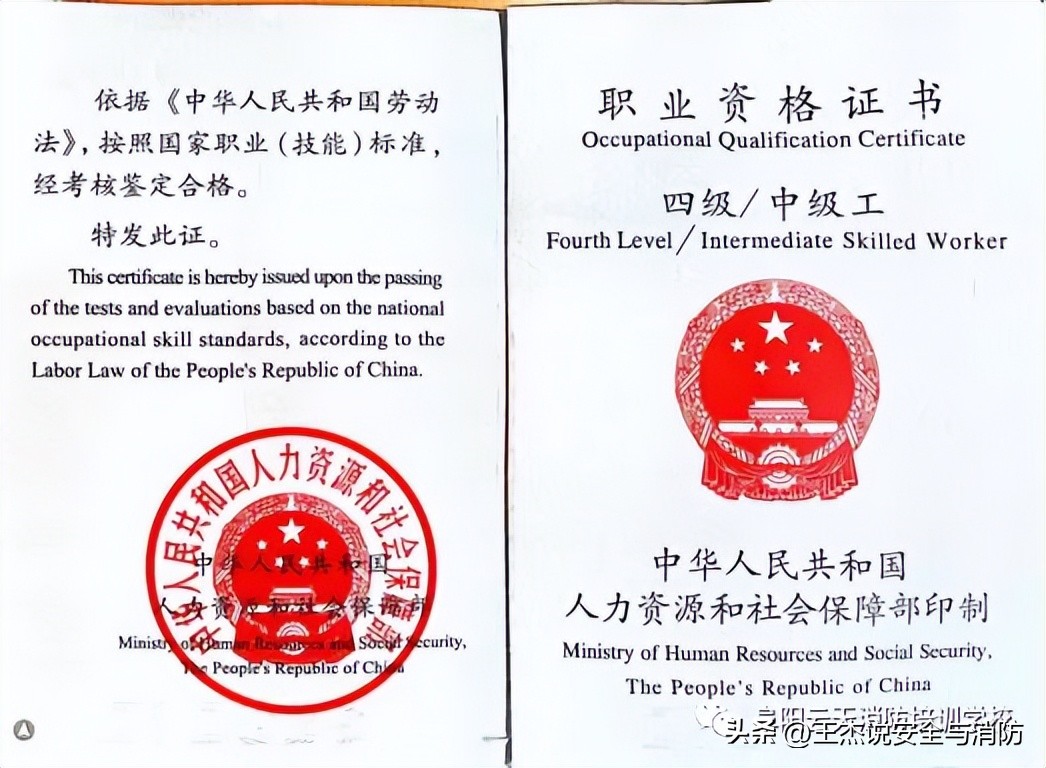 依据《中华人民共和国劳动
法》，按照国家职业（技能）标准，
经考核鉴定合格。
特发此证。
This certificate is hereby issued upon the passing
of the tests and evaluations based on the national
occupational skill standards, according to the
Labor Law of the People's Republic of China.
中华人民共和国人力资源和社会保障部
中华人民共和国
人力资源和社会保障部
Ministry of Human Resources and Social Security,
The People's Republic of China
职业资格证书
Occupational Qualification Certificate
四级/中级工
Fourth Level/Intermediate Skilled Worker
中华人民共和国
人力资源和社会保障部印制
Ministry of Human Resources and Social Security,
The People's Republic of China
消防培训学校
头条 @王杰说安全与消防